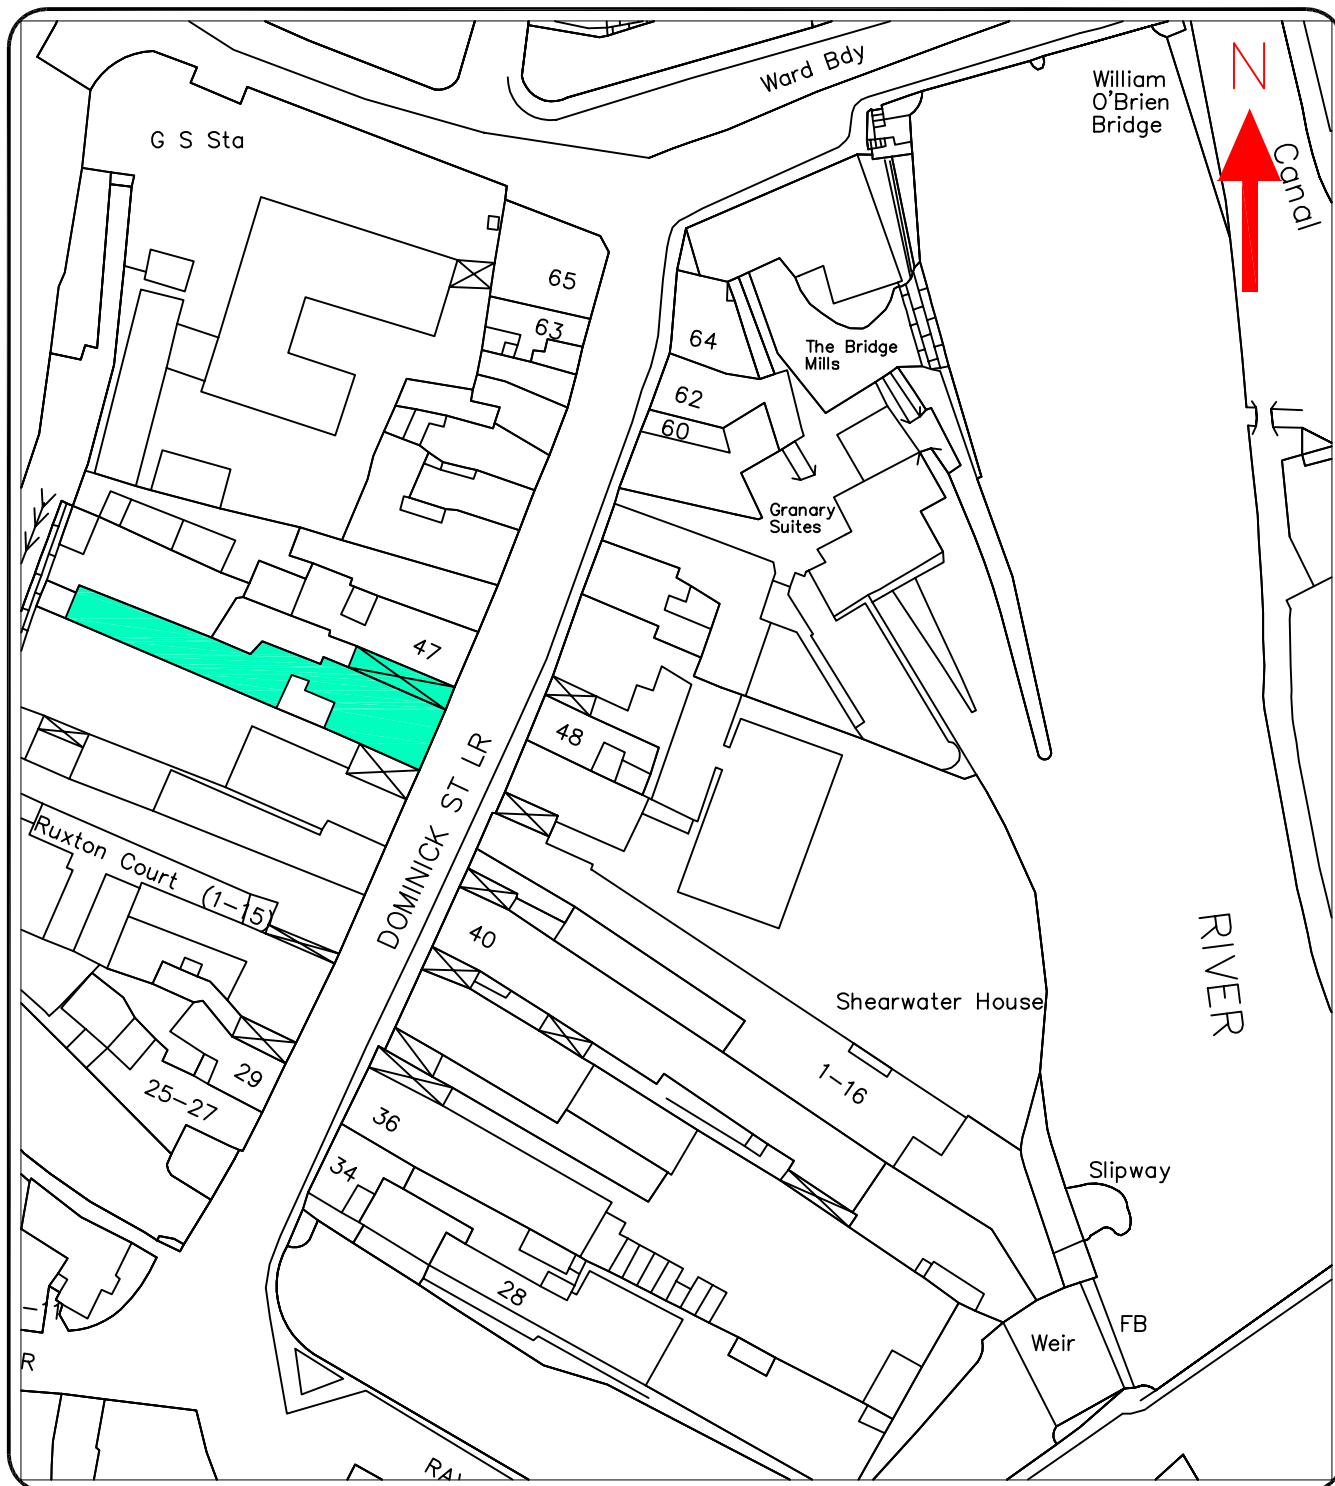 Ward Bdy
William
O'Brien
Bridge
N
Canal
G S Sta
65
63
64
The Bridge
Mills
62
60
Granary
Suites
47
48
DOMINICK ST LR
Ruxton Court (1-15)
40
RIVER
Shearwater House
1-16
29
25-27
36
34
Slipway
28
FB
Weir
R